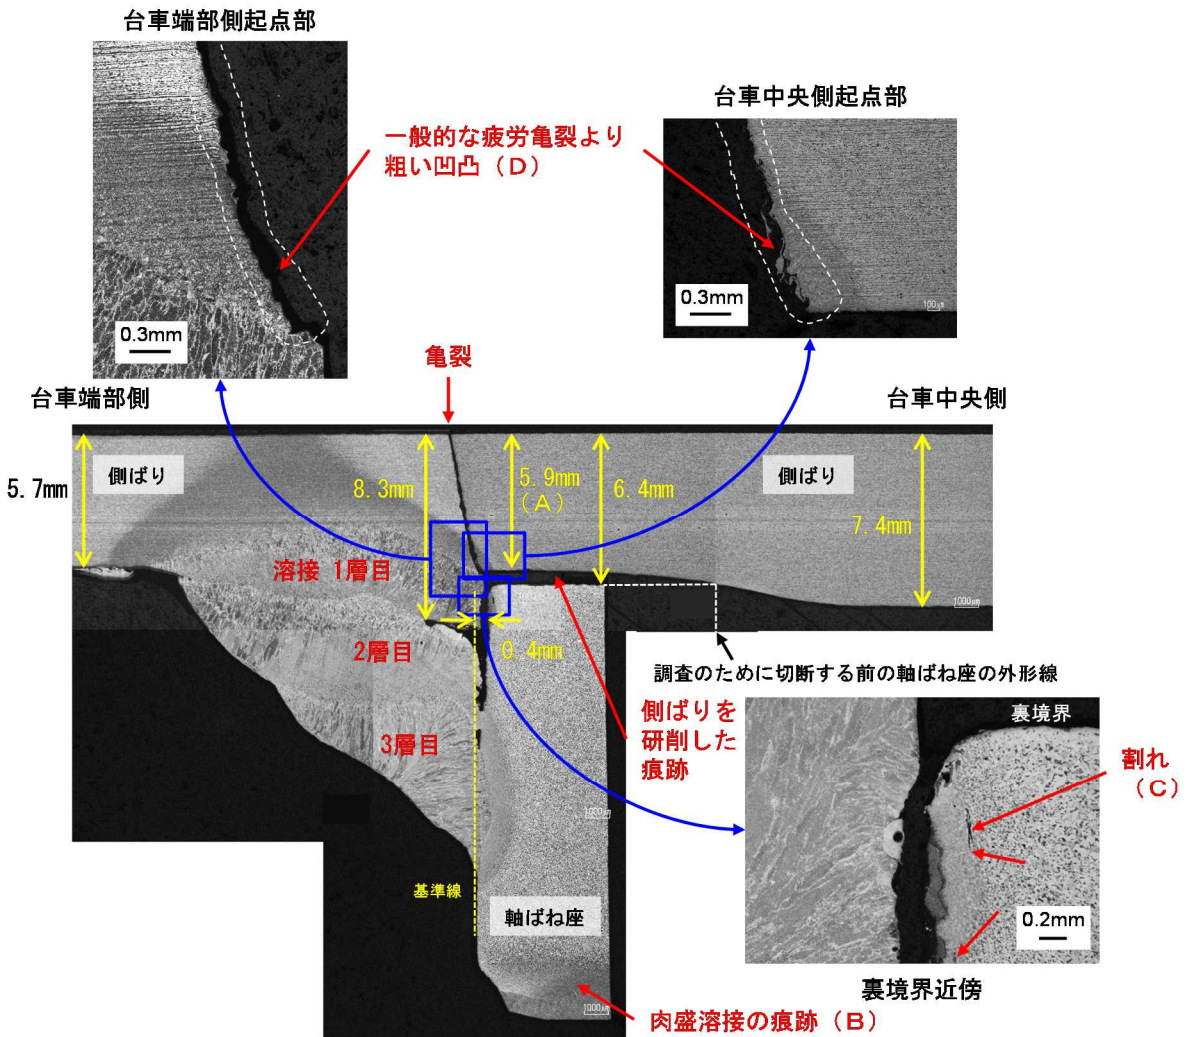 台車端部側起点部
台車中央側起点部
一般的な疲労亀裂より
粗い凹凸（D）
0.3mm
0.3mm
100μm
亀裂
台車端部側
台車中央側
5.7mm
側ばり
8.3mm
5.9mm
（A）
6.4mm
側ばり
7.4mm
溶接 1層目
1000μm
2層目
0.4mm
調査のために切断する前の軸ばね座の外形線
3層目
側ばりを
研削した
痕跡
裏境界
割れ
（C）
1000μm
基準線
軸ばね座
0.2mm
裏境界近傍
1000μm
肉盛溶接の痕跡（B）